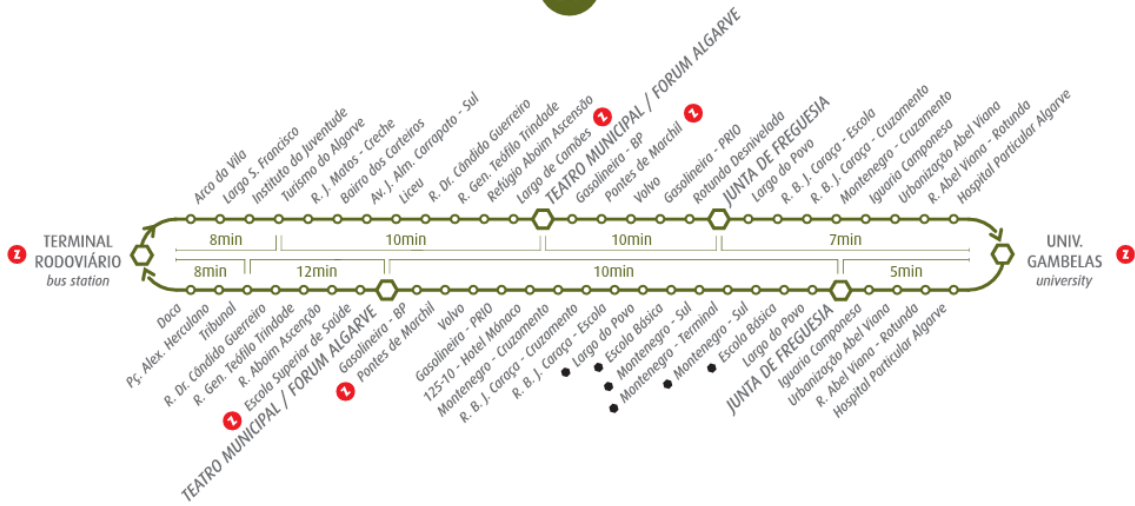 Arco da Vila
Largo S. Francisco
Instituto da Juventude
Turismo do Algarve
R. J. Matos - Creche
Bairro dos Carteiros
Av. J. Alm. Carrapato - Sul
Liceu
R. Dr. Cândido Guerreiro
R. Gen. Teófilo Trindade
Refúgio Aboim Ascensão
Largo de Camões
Z
TEATRO MUNICIPAL / FORUM ALGARVE
Gasolineira - BP
Pontes de Marchil
Z
Volvo
Gasolineira - PRIO
Rotunda Desnivelada
JUNTA DE FREGUESIA
Largo do Povo
R. B. J. Caraça - Escola
R. B. J. Caraça - Cruzamento
Montenegro - Cruzamento
Iguaria Camponesa
Urbanização Abel Viana
R. Abel Viana - Rotunda
Hospital Particular Algarve
8min
10min
10min
7min
Z
TERMINAL
RODOVIÁRIO
bus station
UNIV.
GAMBELAS
university
Z
8min
12min
10min
5min
Doca
Pç. Alex. Herculano
Tribunal
R. Dr. Cândido Guerreiro
R. Gen. Teófilo Trindade
R. Aboim Ascenção
Escola Superior de Saúde
Z
TEATRO MUNICIPAL / FORUM ALGARVE
Gasolineira - BP
Pontes de Marchil
Z
Volvo
Gasolineira - PRIO
125-10 - Hotel Mónaco
Montenegro - Cruzamento
R. B. J. Caraça - Cruzamento
R. B. J. Caraça - Escola
Largo do Povo
Escola Básica
Montenegro - Sul
Montenegro - Terminal
Montenegro - Sul
Escola Básica
Largo do Povo
JUNTA DE FREGUESIA
Iguaria Camponesa
Urbanização Abel Viana
R. Abel Viana - Rotunda
Hospital Particular Algarve